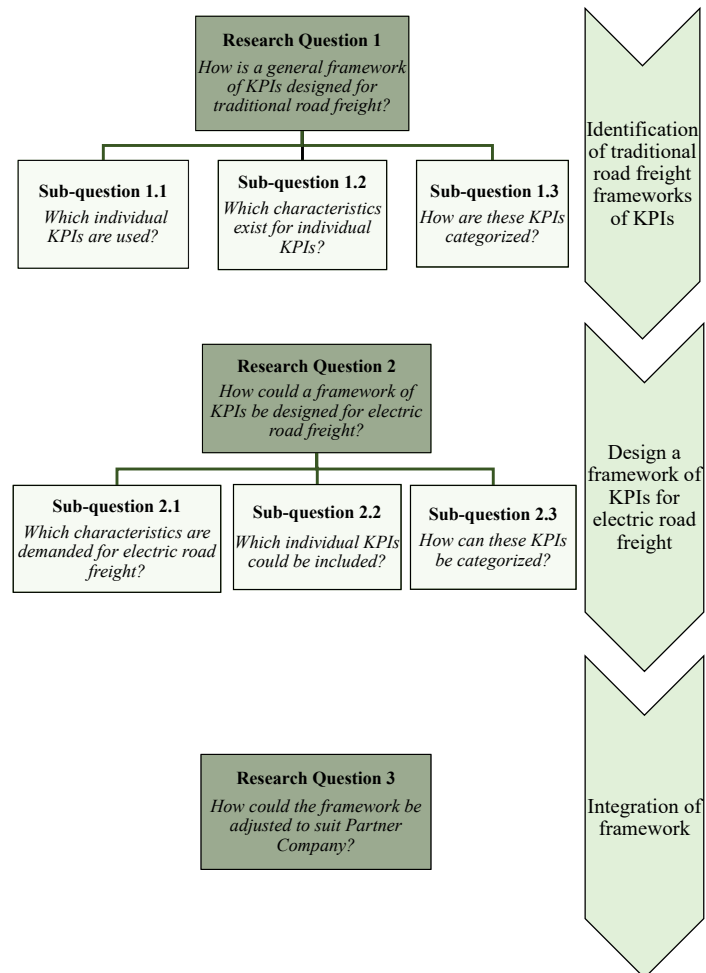 Research Question 1
How is a general framework
of KPIs designed for
traditional road freight?
Sub-question 1.1
Which individual
KPIs are used?
Sub-question 1.2
Which characteristics
exist for individual
KPIs?
Sub-question 1.3
How are these KPIs
categorized?
Identification
of traditional
road freight
frameworks
of KPIs
Research Question 2
How could a framework of
KPIs be designed for electric
road freight?
Sub-question 2.1
Which characteristics are
demanded for electric road
freight?
Sub-question 2.2
Which individual KPIs
could be included?
Sub-question 2.3
How can these KPIs
be categorized?
Design a
framework of
KPIs for
electric road
freight
Research Question 3
How could the framework be
adjusted to suit Partner
Company?
Integration of
framework